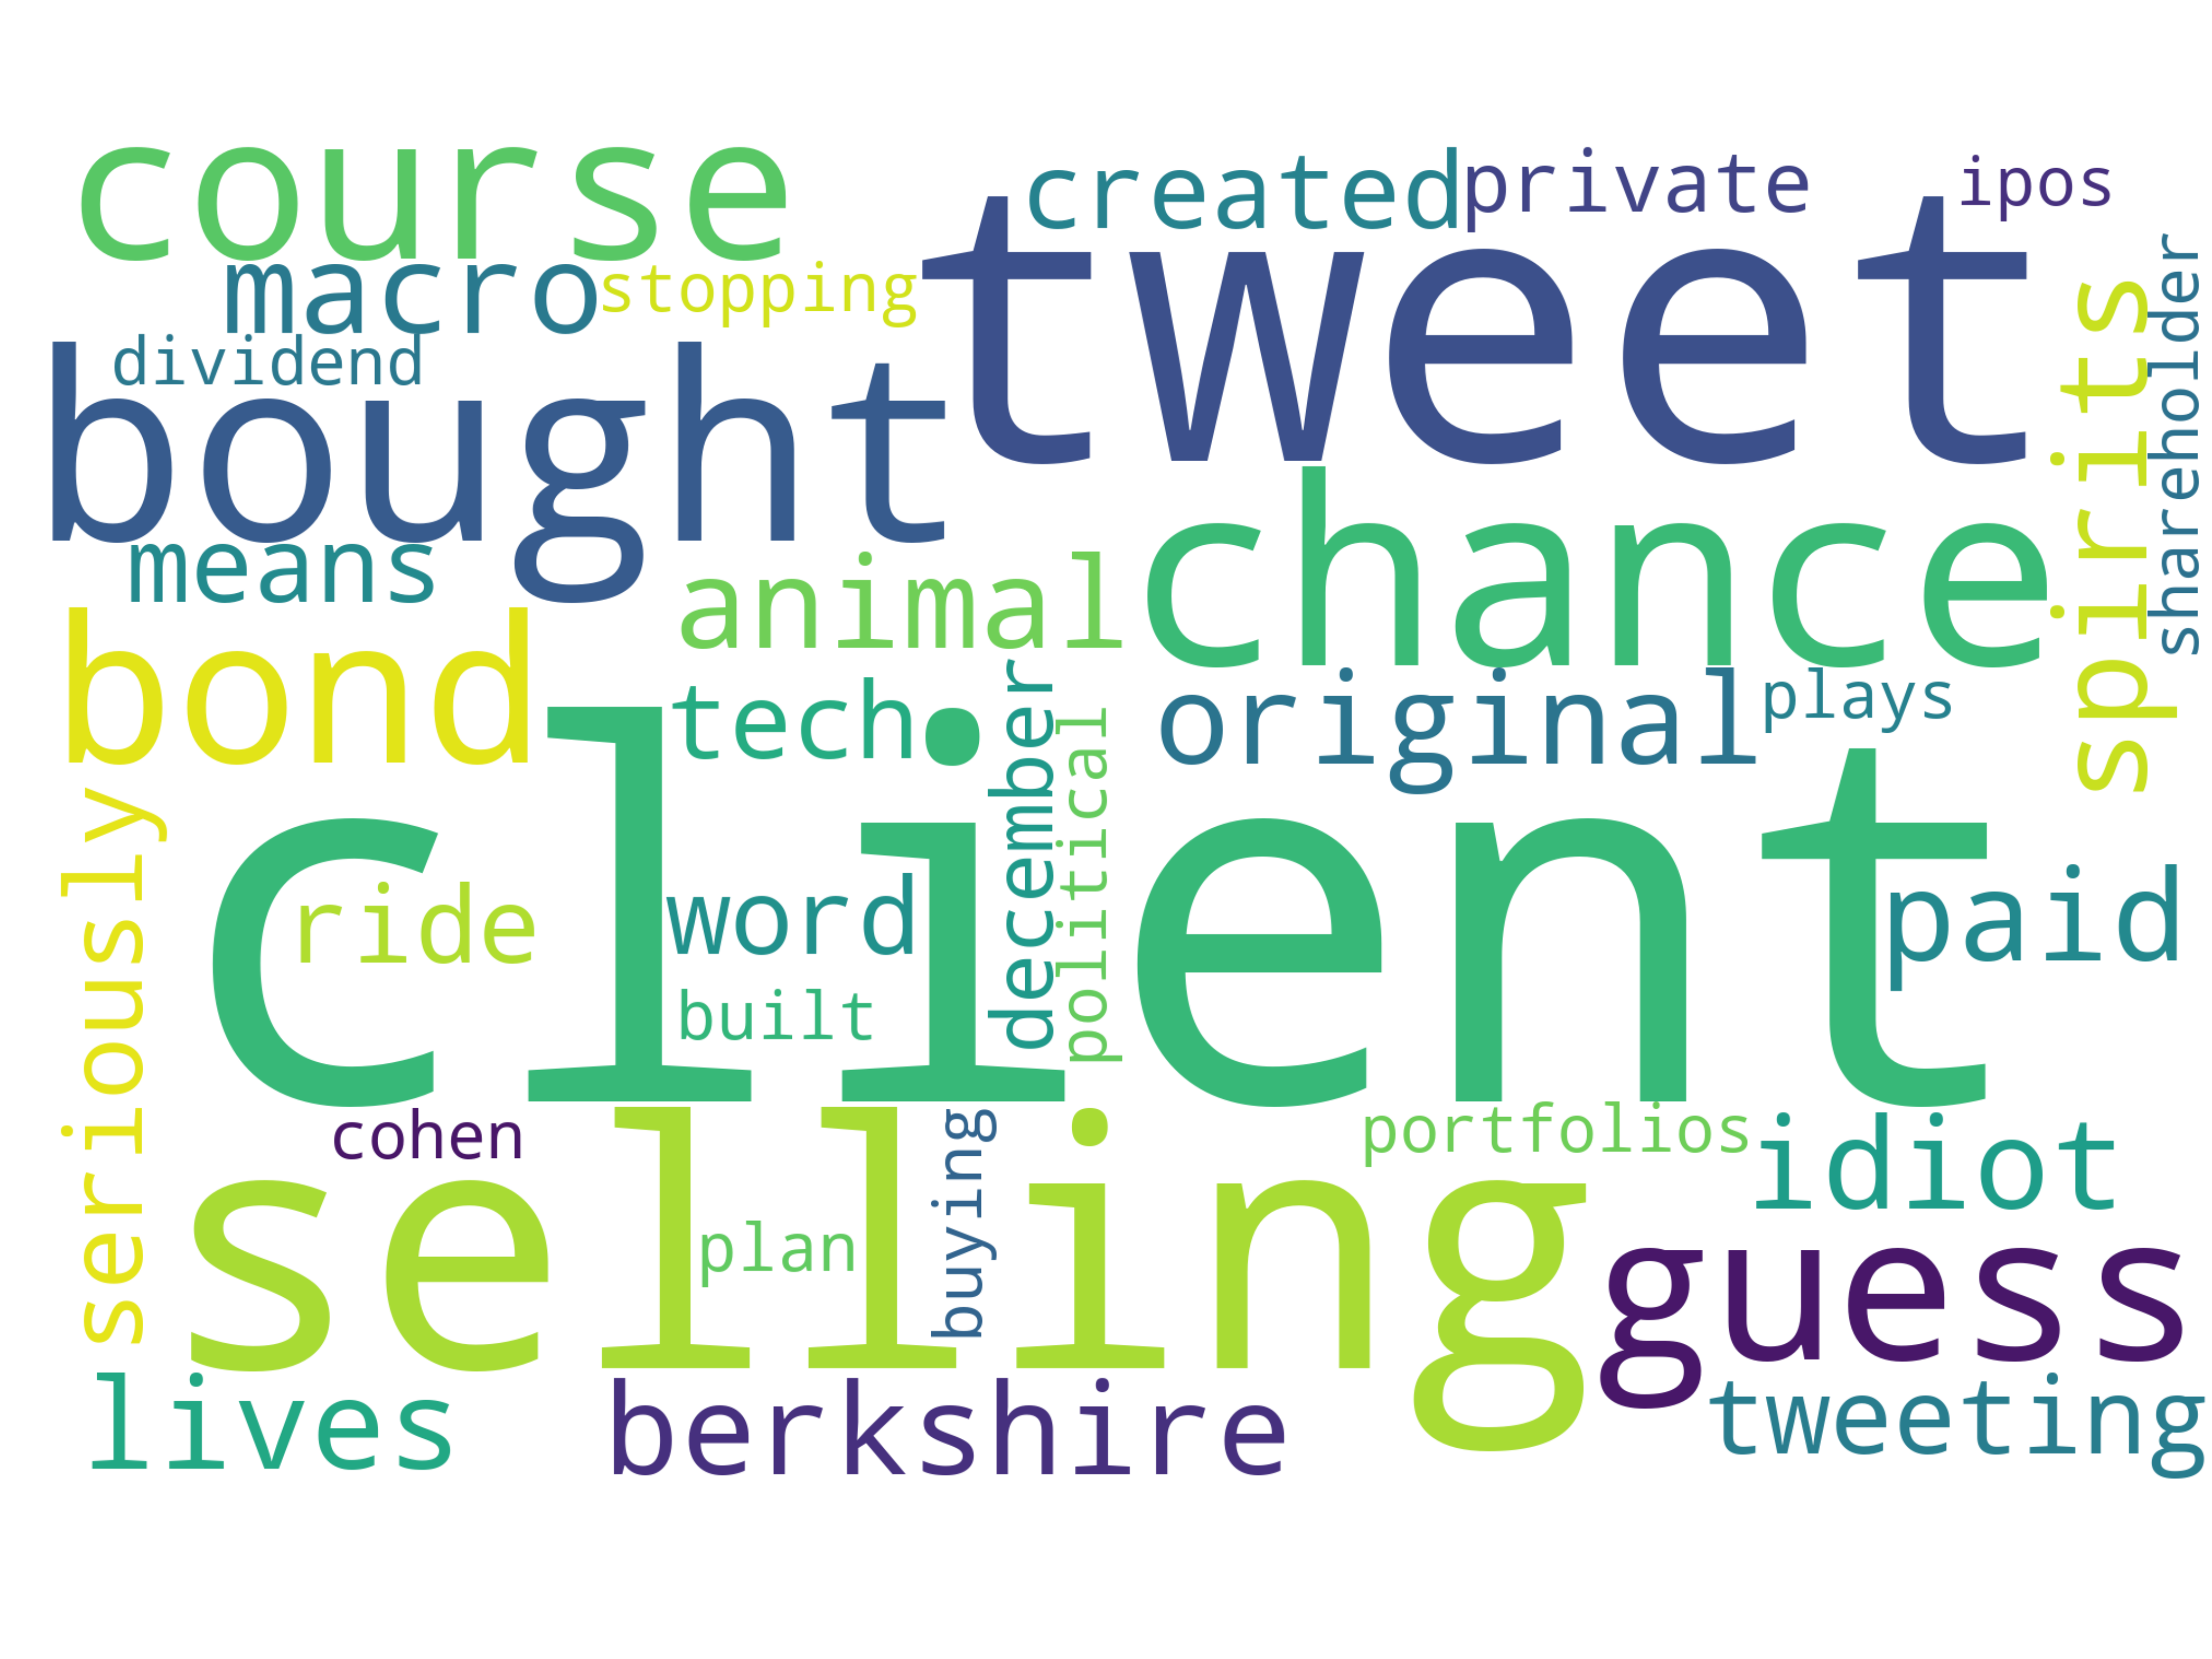 course
created
private
ipos
tweet
macro
stopping
dividend
bought
spirits
shareholder
means
animal
chance
bond
tech
original
plays
december
political
client
seriously
ride
word
paid
built
cohen
portfolios
idiot
selling
plan
buying
guess
lives
berkshire
tweeting